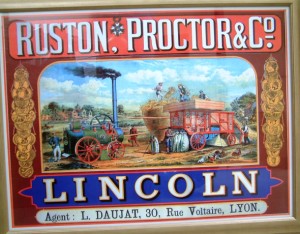 RUSTON, PROCTOR & Co.
LINCOLN
Agent: L. DAUJAT, 30, Rue Voltaire, LYON.